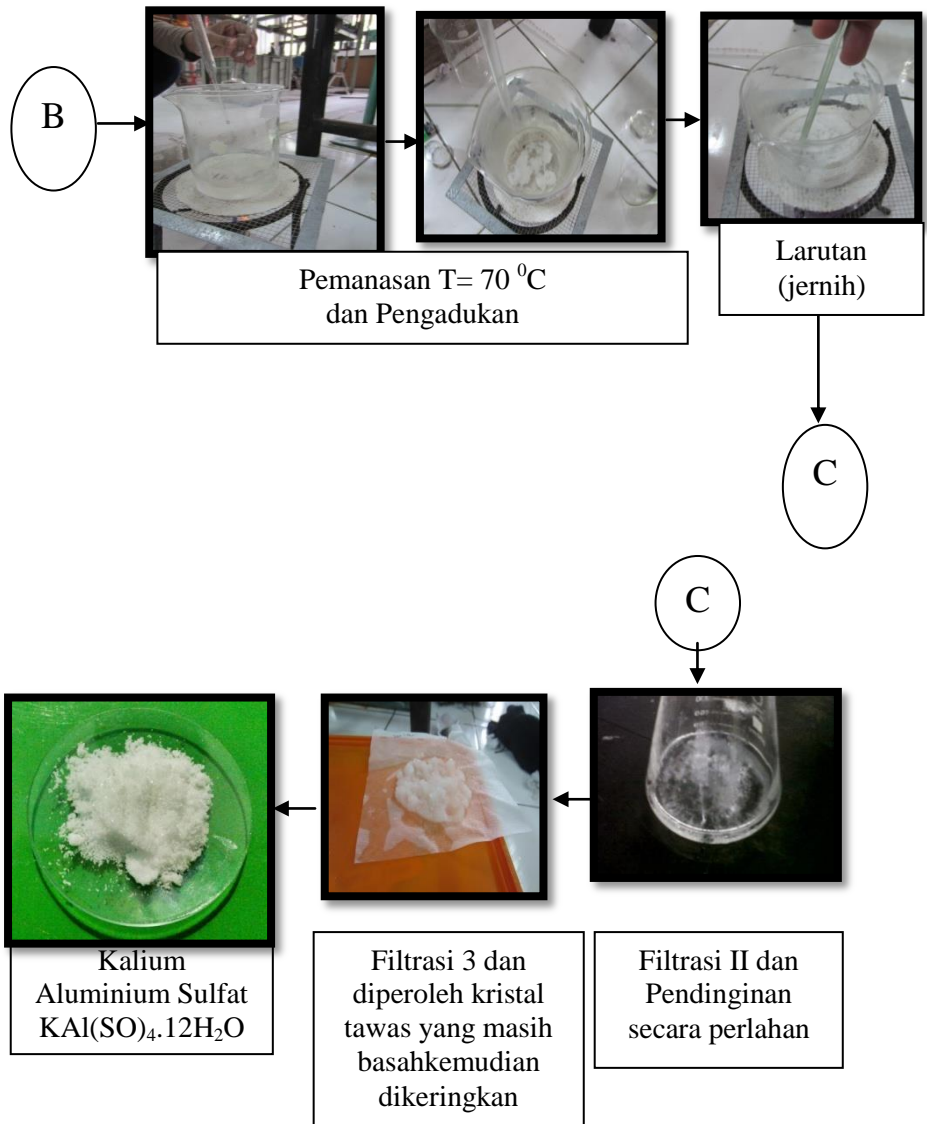 B
Pemanasan T= 70 ⁰C
dan Pengadukan
Larutan
(jernih)
C
C
Kalium
Aluminium Sulfat
KAl(SO)₄.12H₂O
Filtrasi 3 dan
diperoleh kristal
tawas yang masih
basahkemudian
dikeringkan
Filtrasi II dan
Pendinginan
secara perlahan